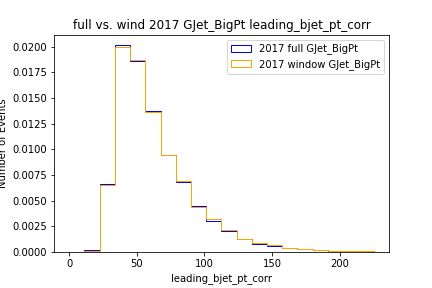 full vs. wind 2017 GJet_BigPt leading_bjet_pt_corr
2017 full GJet_BigPt
2017 window GJet_BigPt
Number of Events
0.0200
0.0175
0.0150
0.0125
0.0100
0.0075
0.0050
0.0025
0.0000
0 50 100 150 200
leading_bjet_pt_corr